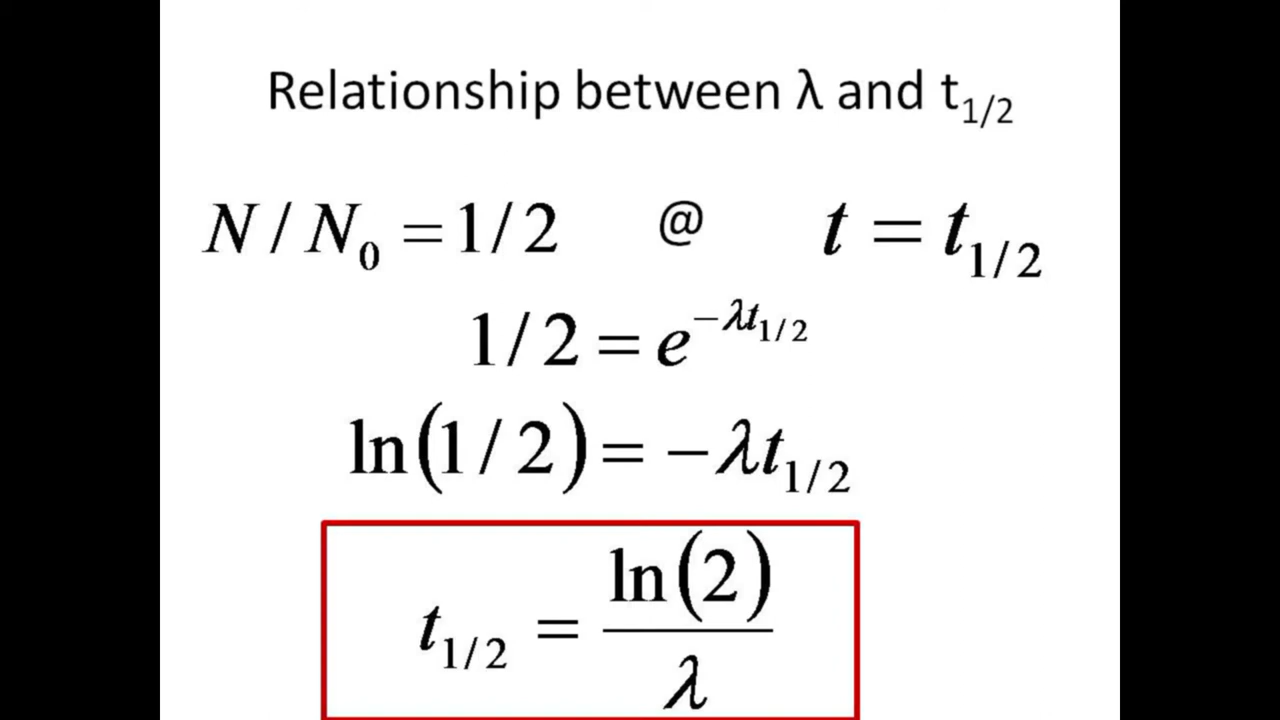 Relationship between λ and t1/2
N / N0 = 1/2 @ t = t1/2
1/2 = e^−λt1/2
ln(1/2) = −λt1/2
t1/2 = ln(2) / λ